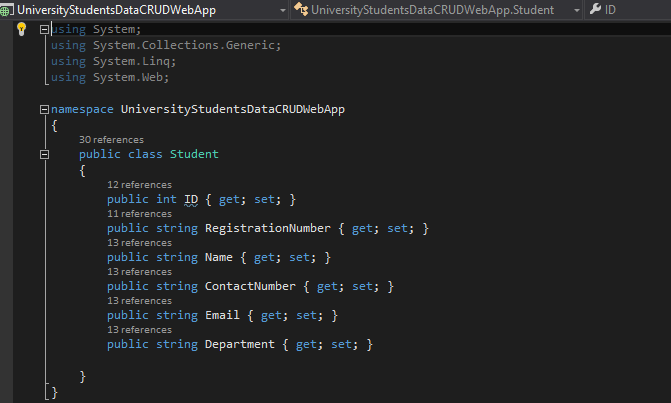 UniversityStudentsDataCRUDWebApp UniversityStudentsDataCRUDWebApp.Student ID
using System;
using System.Collections.Generic;
using System.Linq;
using System.Web;
namespace UniversityStudentsDataCRUDWebApp
{
30 references
public class Student
{
12 references
public int ID { get; set; }
11 references
public string RegistrationNumber { get; set; }
13 references
public string Name { get; set; }
13 references
public string ContactNumber { get; set; }
13 references
public string Email { get; set; }
13 references
public string Department { get; set; }
}
}